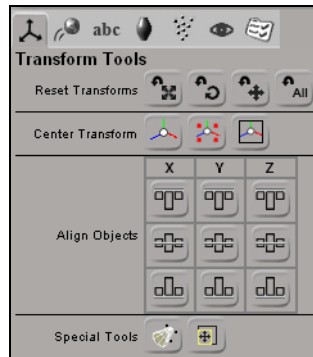 abc
Transform Tools
Reset Transforms All
Center Transform
X Y Z
Align Objects
Special Tools